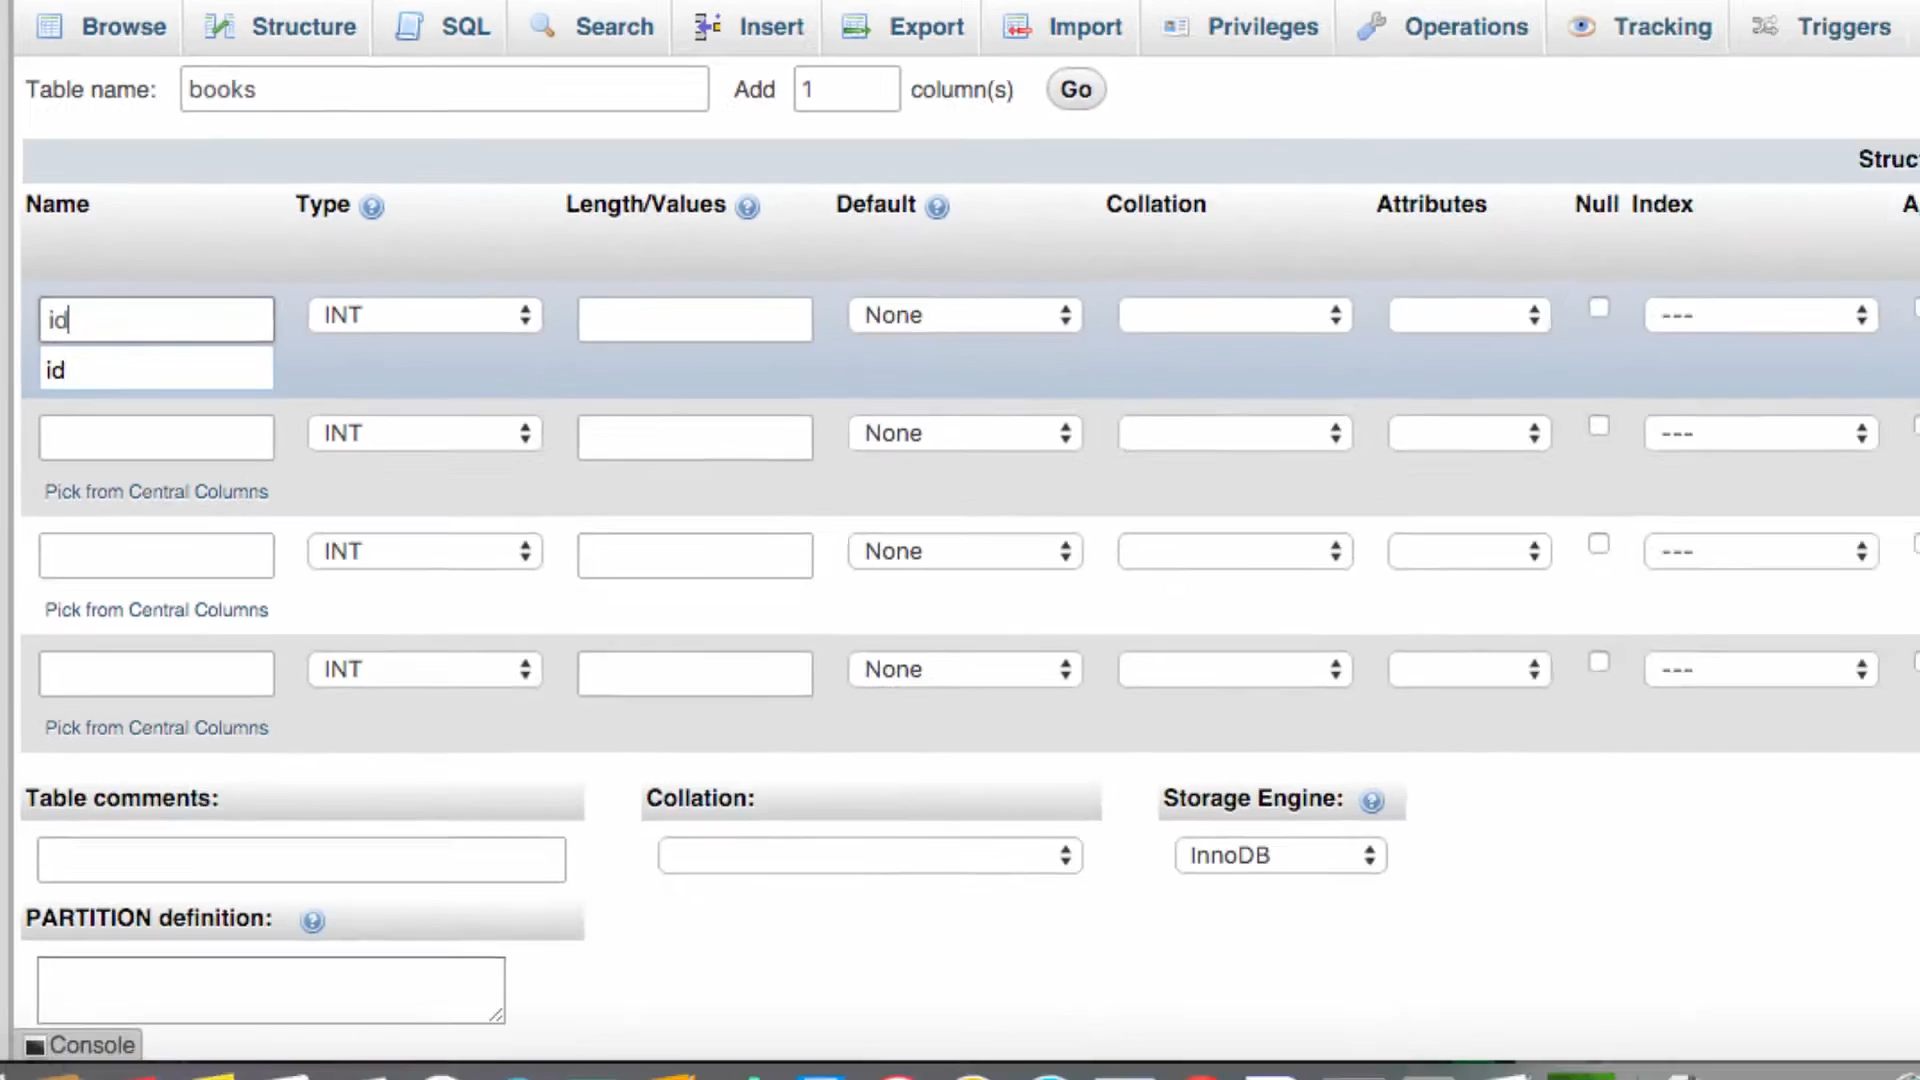 Browse Structure SQL Search Insert Export Import Privileges Operations Tracking Triggers
Table name: books Add 1 column(s) Go
Struc
Name Type Length/Values Default Collation Attributes Null Index A
id INT None ---
id
INT None ---
Pick from Central Columns
INT None ---
Pick from Central Columns
INT None ---
Pick from Central Columns
Table comments: Collation: Storage Engine:
InnoDB
PARTITION definition:
Console